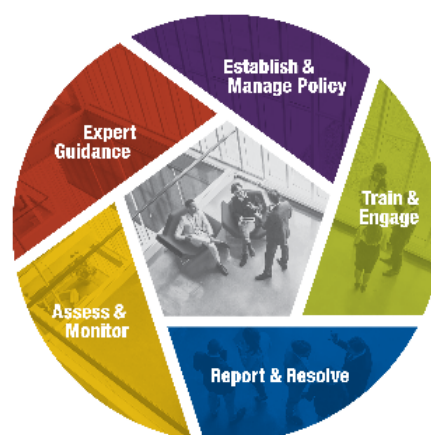 Establish &
Manage Policy
Train &
Engage
Report & Resolve
Assess &
Monitor
Expert
Guidance